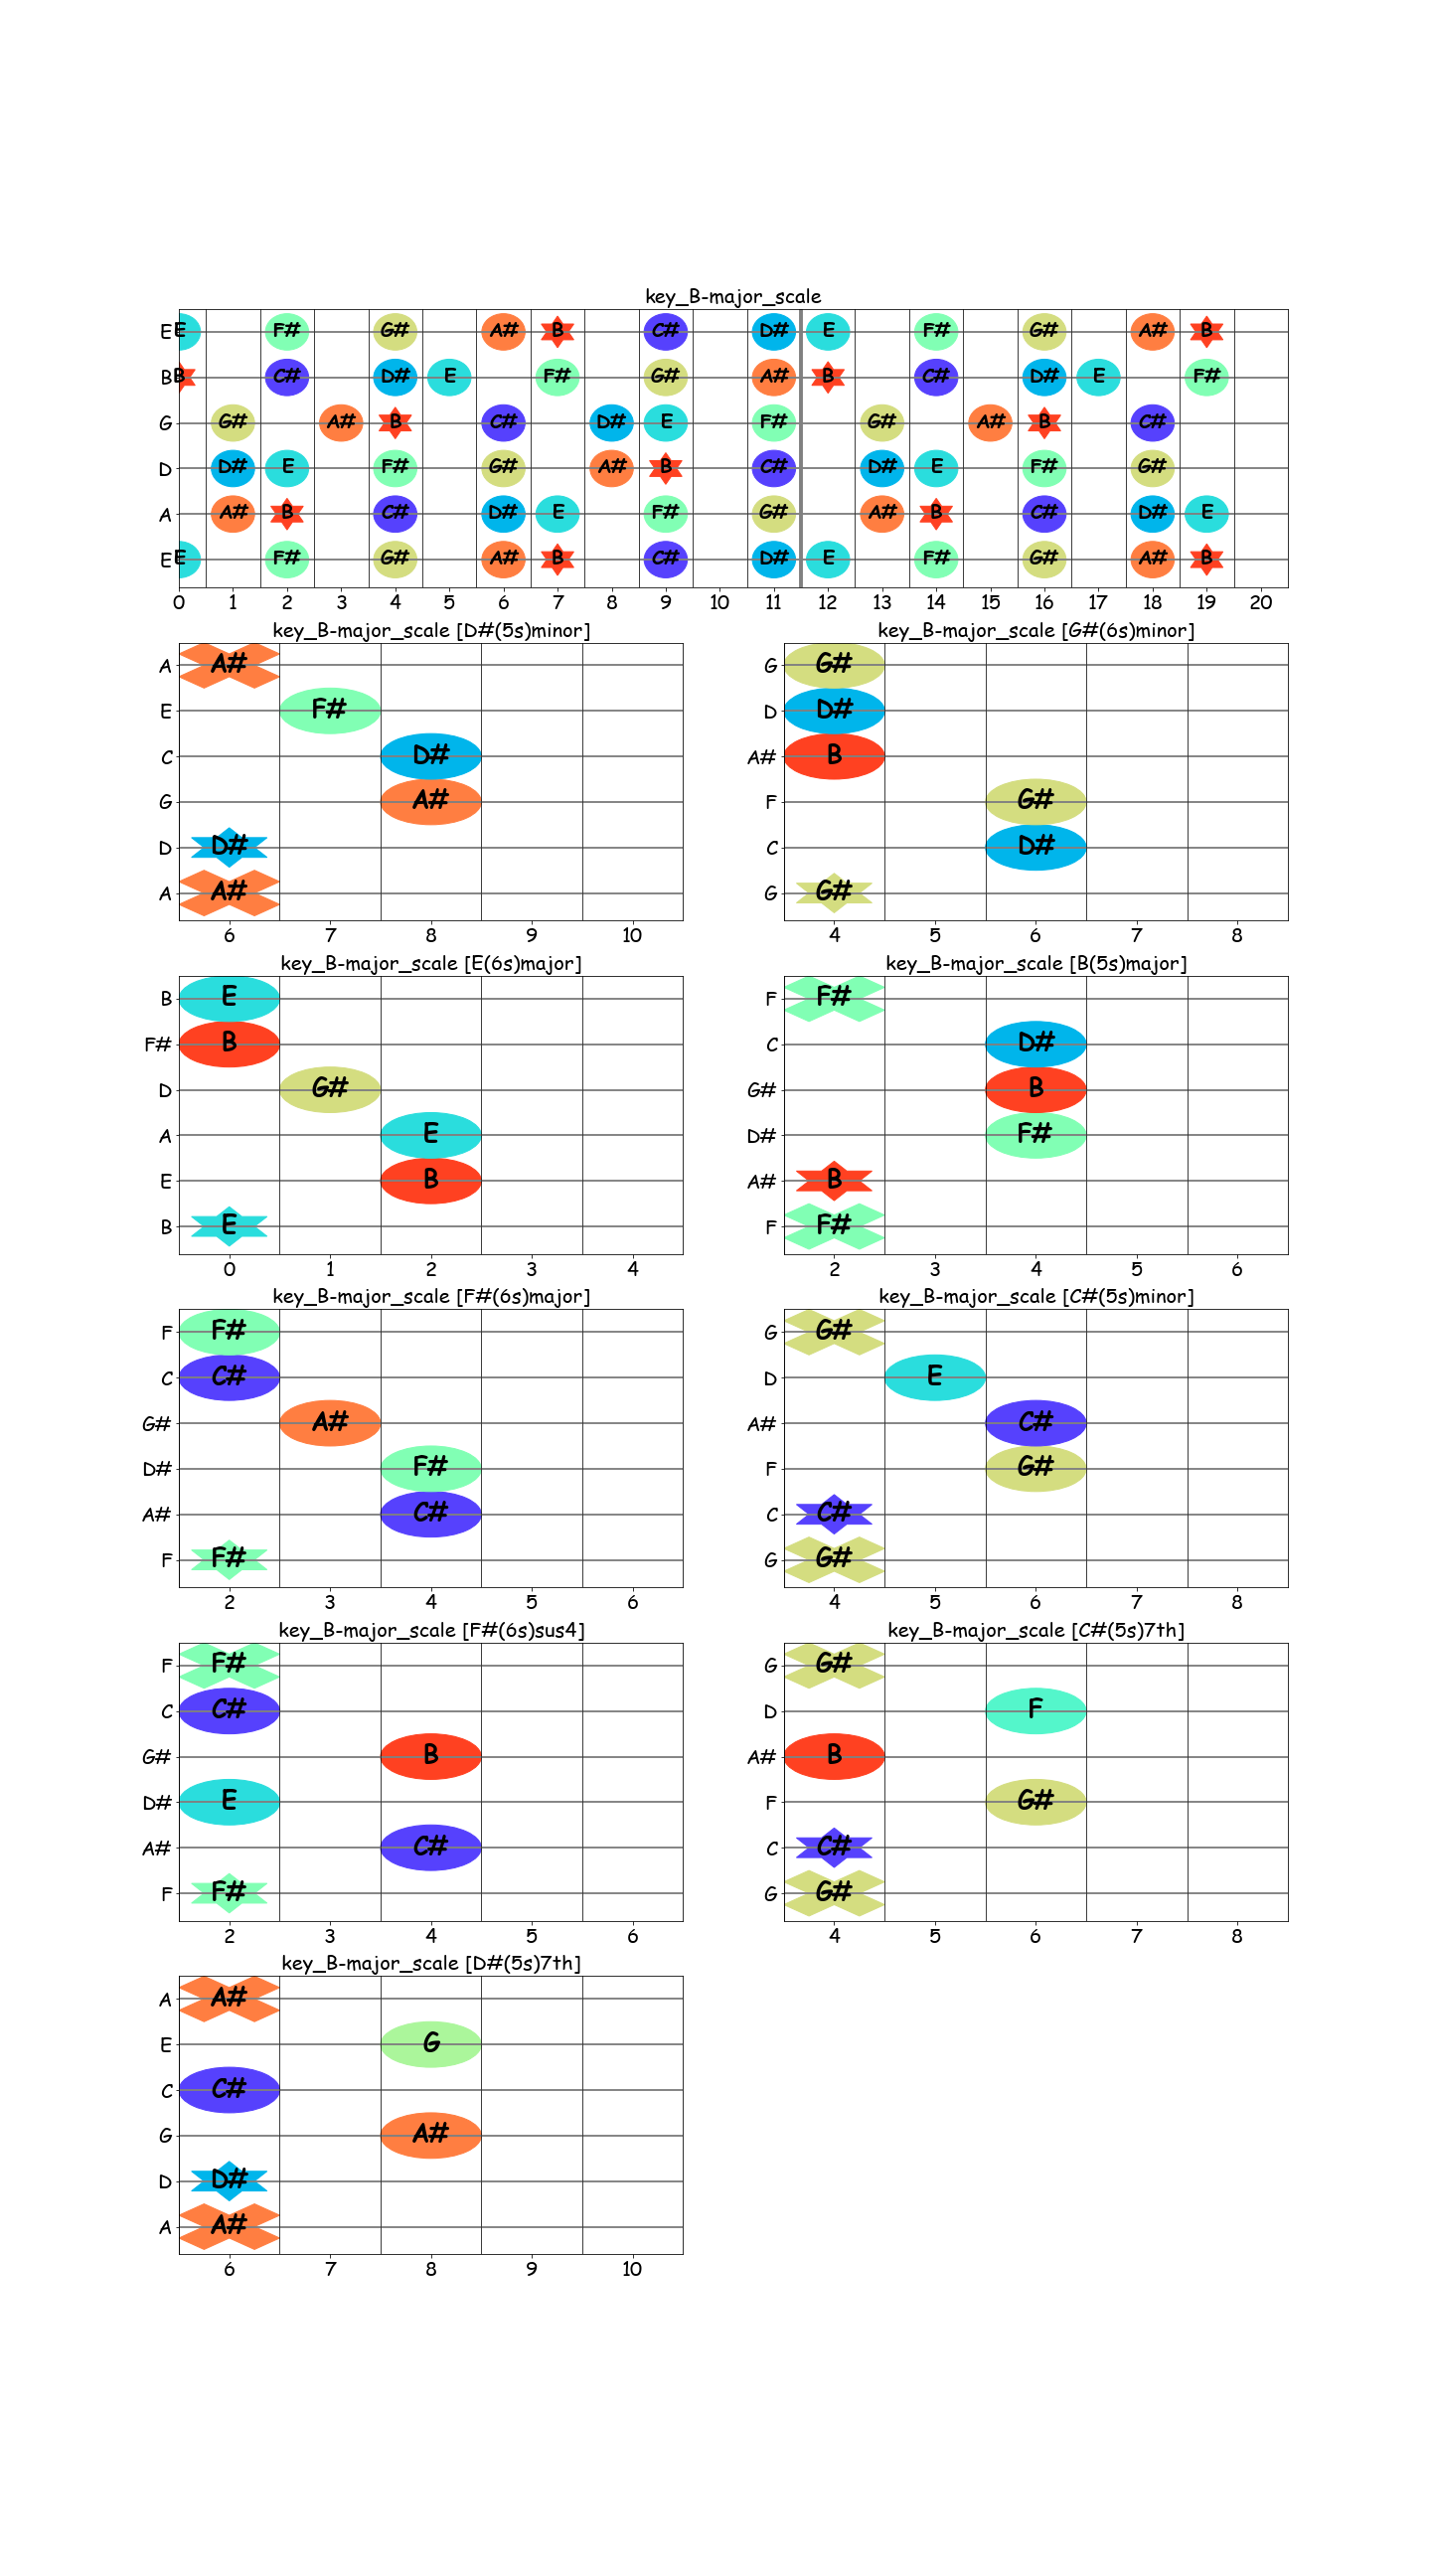 key_B-major_scale
E E F# G# A# B C# D# E F# G# A# B
B B C# D# E F# G# A# B C# D# E F#
G G# A# B C# D# E F# G# A# B C#
D D# E F# G# A# B C# D# E F# G#
A A# B C# D# E F# G# A# B C# D# E
E E F# G# A# B C# D# E F# G# A# B
0 1 2 3 4 5 6 7 8 9 10 11 12 13 14 15 16 17 18 19 20
key_B-major_scale [D#(5s)minor]
A A#
E F#
C D#
G A#
D D#
A A#
6 7 8 9 10
key_B-major_scale [G#(6s)minor]
G G#
D D#
A# B
F G#
C D#
G G#
4 5 6 7 8
key_B-major_scale [E(6s)major]
B E
F# B
D G#
A E
E B
B E
0 1 2 3 4
key_B-major_scale [B(5s)major]
F F#
C D#
G# B
D# F#
A# B
F F#
2 3 4 5 6
key_B-major_scale [F#(6s)major]
F F#
C C#
G# A#
D# F#
A# C#
F F#
2 3 4 5 6
key_B-major_scale [C#(5s)minor]
G G#
D E
A# C#
F G#
C C#
G G#
4 5 6 7 8
key_B-major_scale [F#(6s)sus4]
F F#
C C#
G# B
D# E
A# C#
F F#
2 3 4 5 6
key_B-major_scale [C#(5s)7th]
G G#
D F
A# B
F G#
C C#
G G#
4 5 6 7 8
key_B-major_scale [D#(5s)7th]
A A#
E G
C C#
G A#
D D#
A A#
6 7 8 9 10